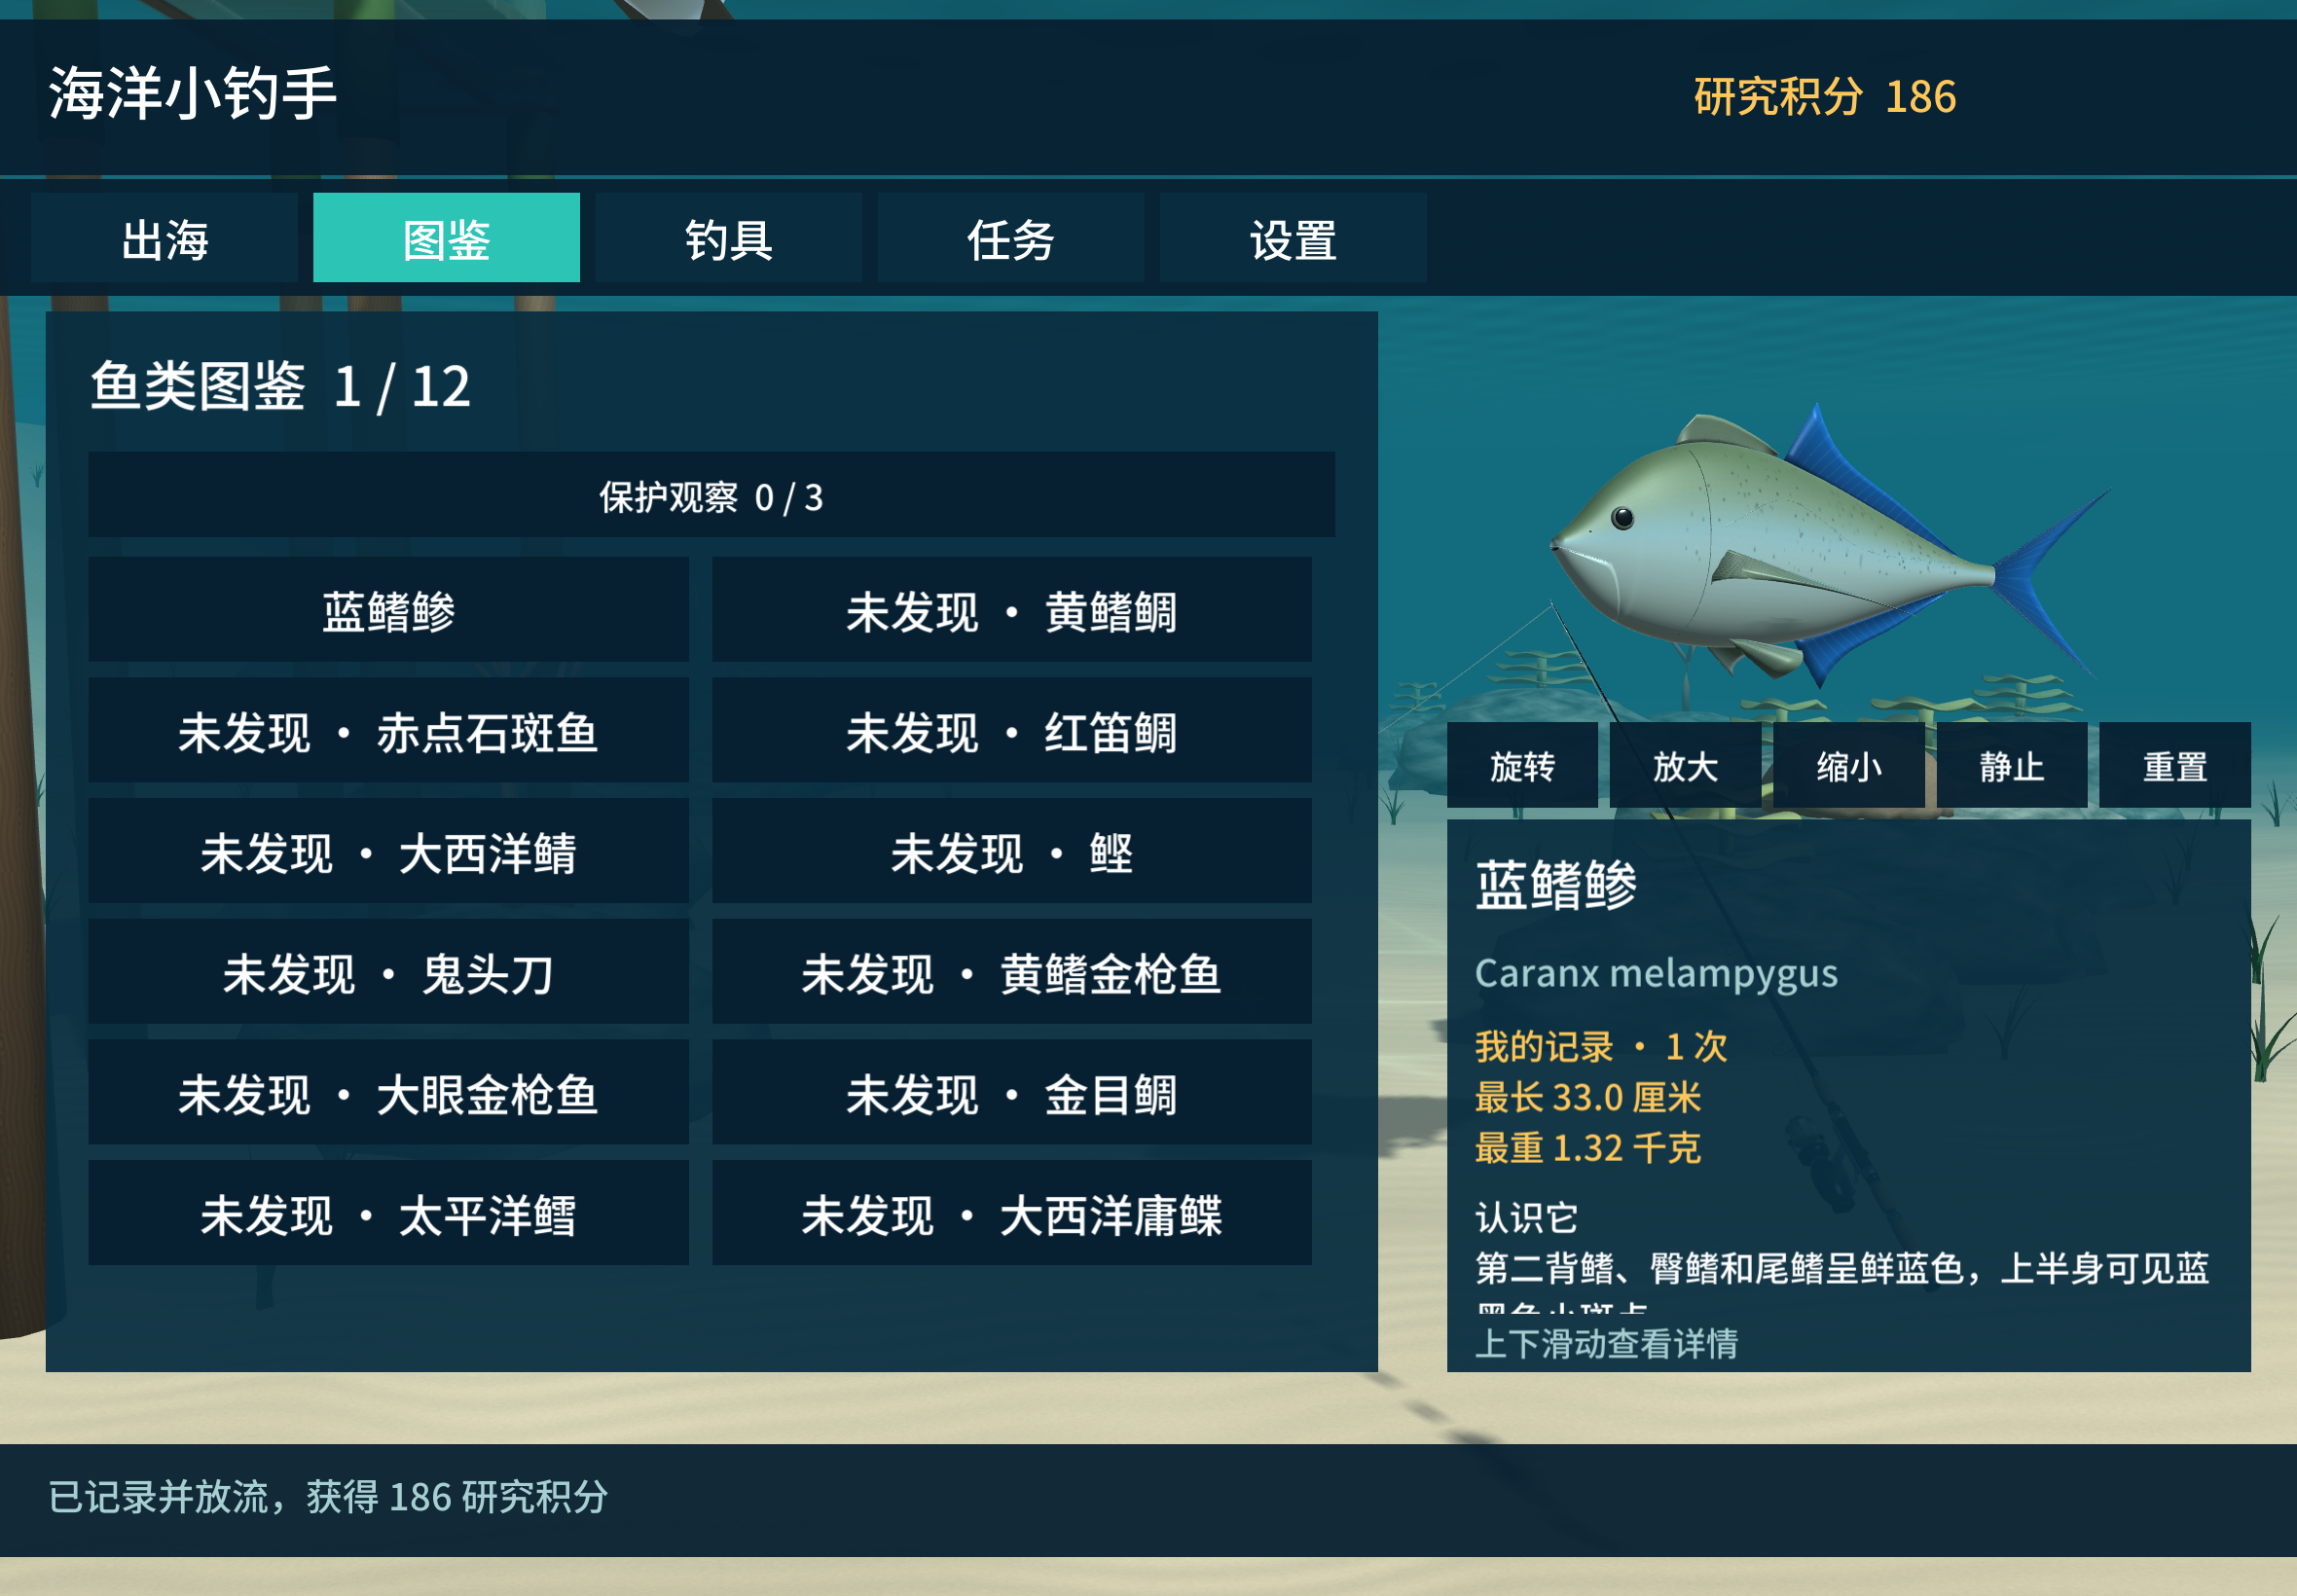 海洋小钓手
研究积分 186
出海
图鉴
钓具
任务
设置
鱼类图鉴 1 / 12
保护观察 0 / 3
蓝鳍鲹
未发现 · 黄鳍鲷
未发现 · 赤点石斑鱼
未发现 · 红笛鲷
未发现 · 大西洋鲭
未发现 · 鲣
未发现 · 鬼头刀
未发现 · 黄鳍金枪鱼
未发现 · 大眼金枪鱼
未发现 · 金目鲷
未发现 · 太平洋鳕
未发现 · 大西洋庸鲽
旋转
放大
缩小
静止
重置
蓝鳍鲹
Caranx melampygus
我的记录 · 1 次
最长 33.0 厘米
最重 1.32 千克
认识它
第二背鳍、臀鳍和尾鳍呈鲜蓝色，上半身可见蓝
黑色小斑点
上下滑动查看详情
已记录并放流，获得 186 研究积分